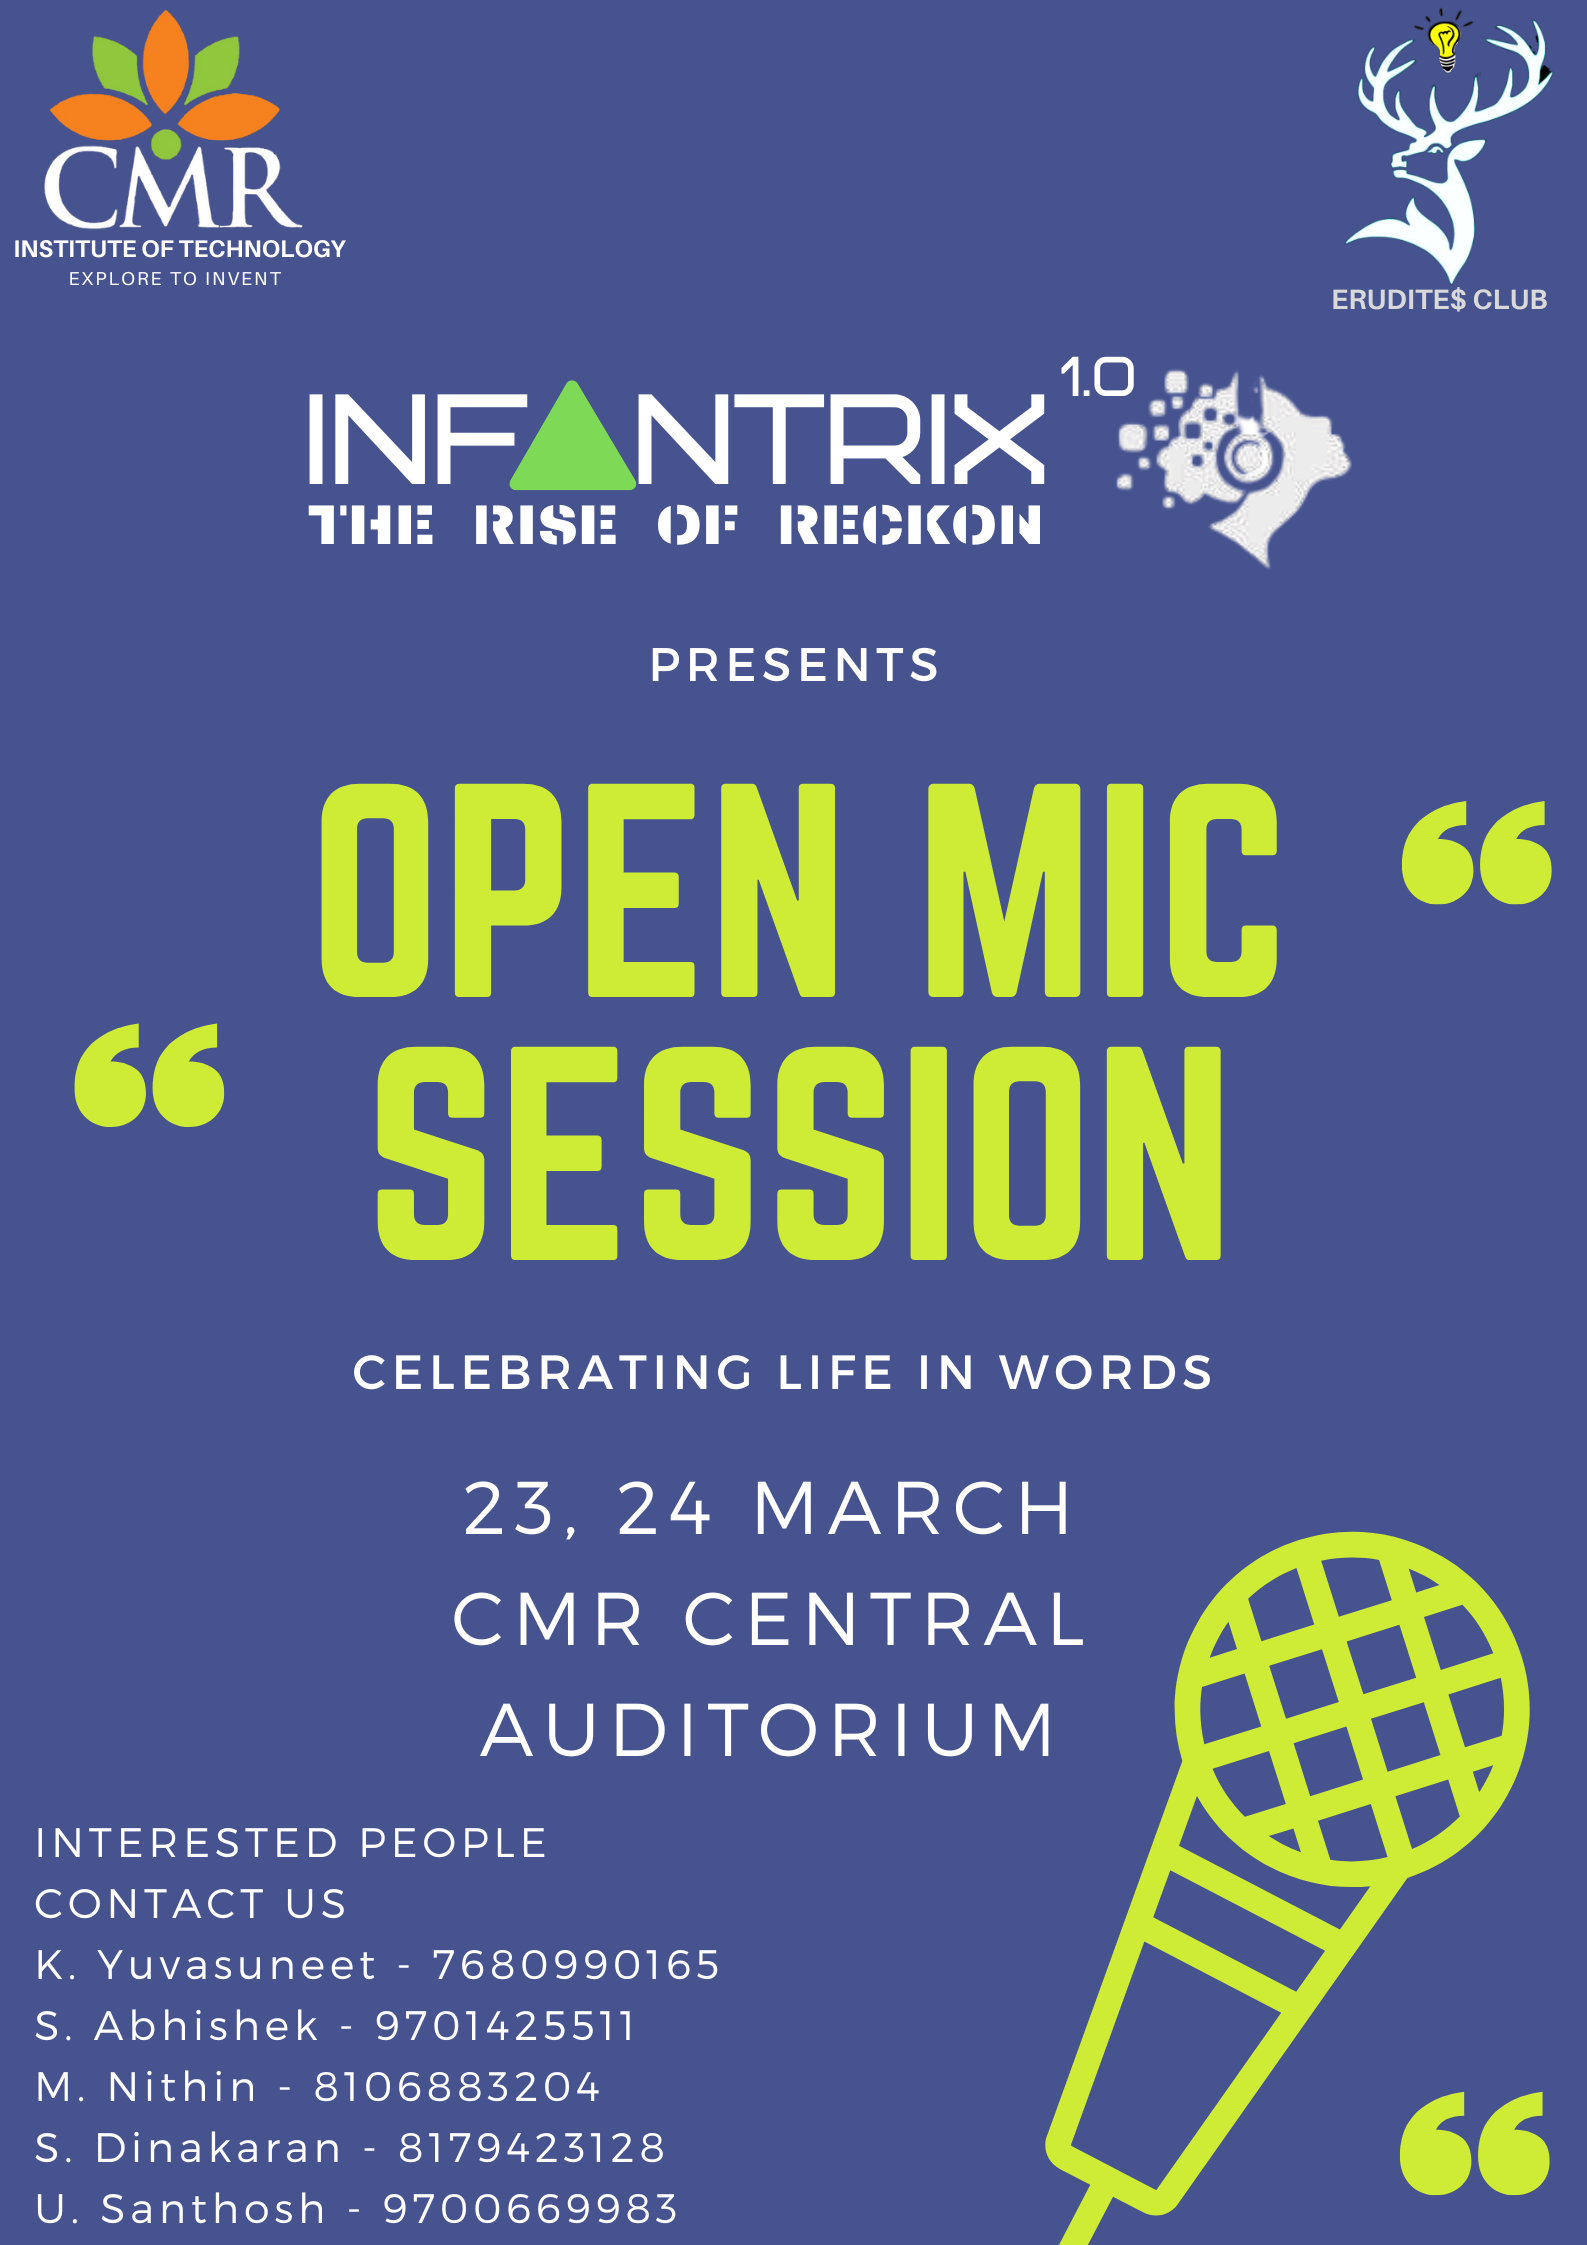 CMR
INSTITUTE OF TECHNOLOGY
EXPLORE TO INVENT
ERUDITE$ CLUB
INFANTRIX 1.0
THE RISE OF RECKON
PRESENTS
OPEN MIC
SESSION
CELEBRATING LIFE IN WORDS
23, 24 MARCH
CMR CENTRAL
AUDITORIUM
INTERESTED PEOPLE
CONTACT US
K. Yuvasuneet - 7680990165
S. Abhishek - 9701425511
M. Nithin - 8106883204
S. Dinakaran - 8179423128
U. Santhosh - 9700669983